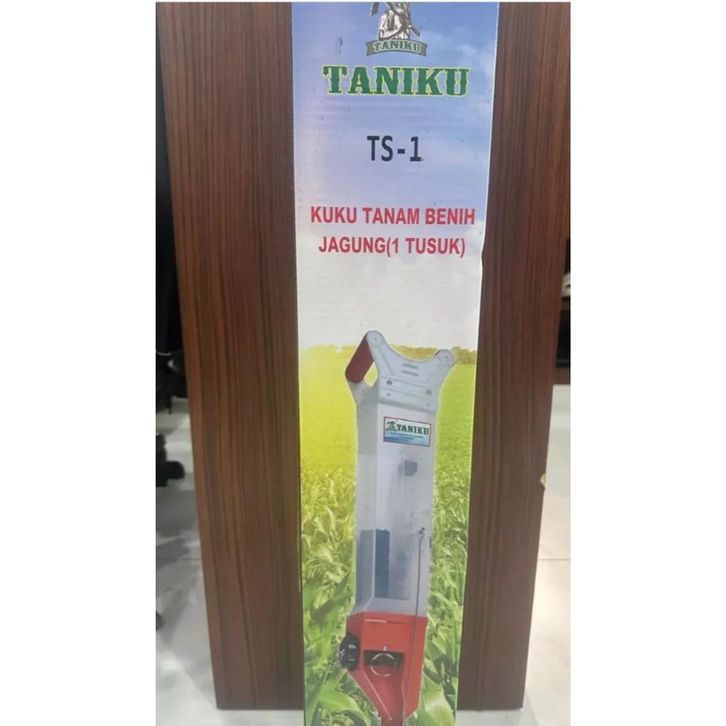 TANIKU
TANIKU
TS-1
KUKU TANAM BENIH
JAGUNG(1 TUSUK)
TANIKU